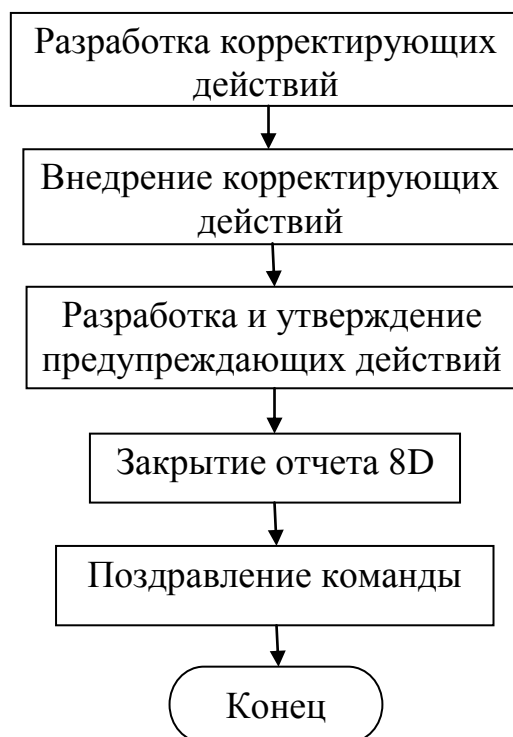 Разработка корректирующих
действий
Внедрение корректирующих
действий
Разработка и утверждение
предупреждающих действий
Закрытие отчета 8D
Поздравление команды
Конец